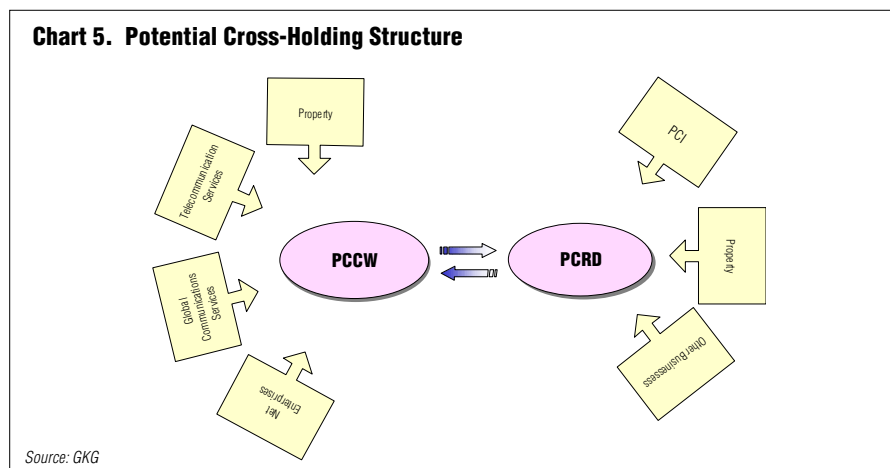 Chart 5. Potential Cross-Holding Structure
Property
Telecommunication
Services
Global
Communications
Services
Net
Enterprises
PCCW
PCRD
PCI
Property
Other Businessess
Source: GKG